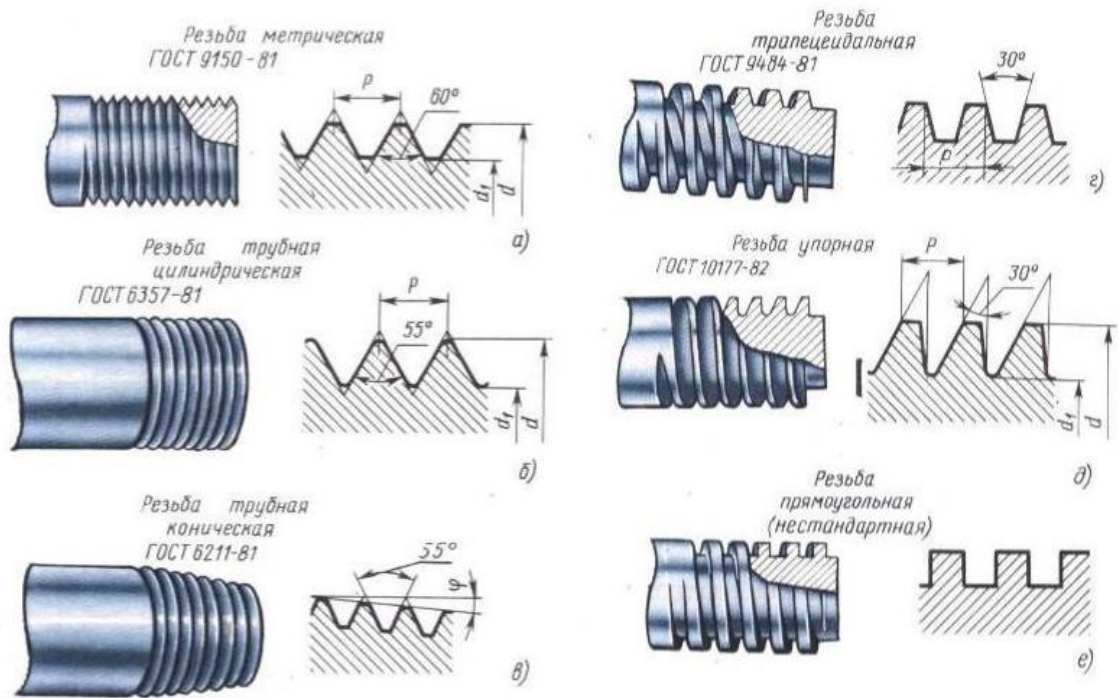 Резьба метрическая
ГОСТ 9150-81
P
60°
d₁
d
а)
Резьба трубная
цилиндрическая
ГОСТ 6357-81
P
55°
d₁
d
б)
Резьба трубная
коническая
ГОСТ 6211-81
55°
φ
в)
Резьба
трапецеидальная
ГОСТ 9484-81
30°
P
г)
Резьба упорная
ГОСТ 10177-82
P
30°
d₁
d
д)
Резьба
прямоугольная
(нестандартная)
е)